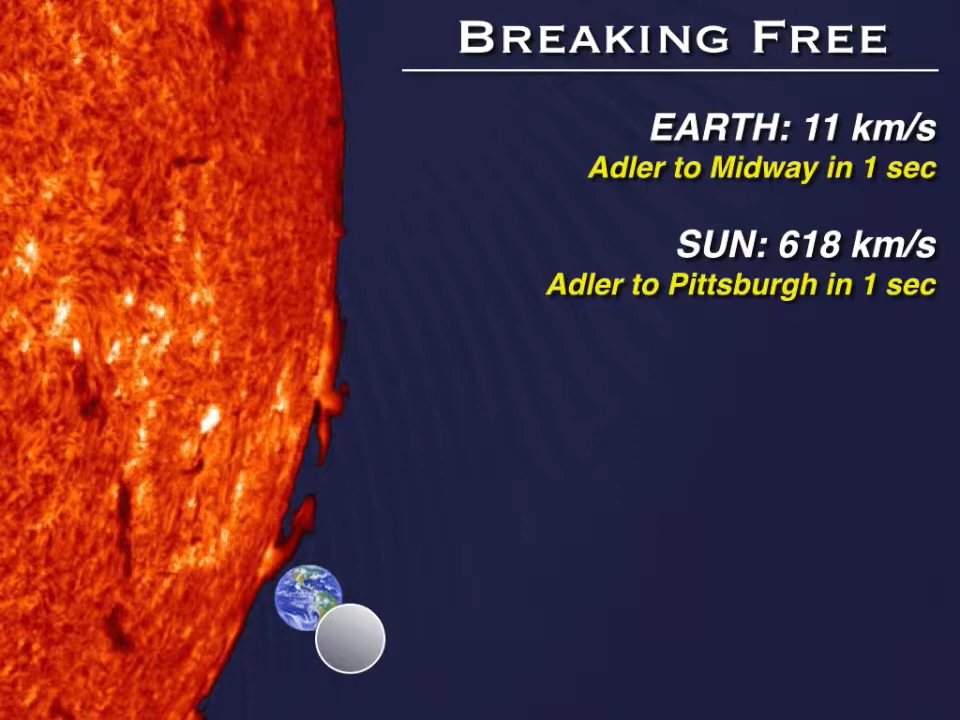 BREAKING FREE
EARTH: 11 km/s
Adler to Midway in 1 sec
SUN: 618 km/s
Adler to Pittsburgh in 1 sec